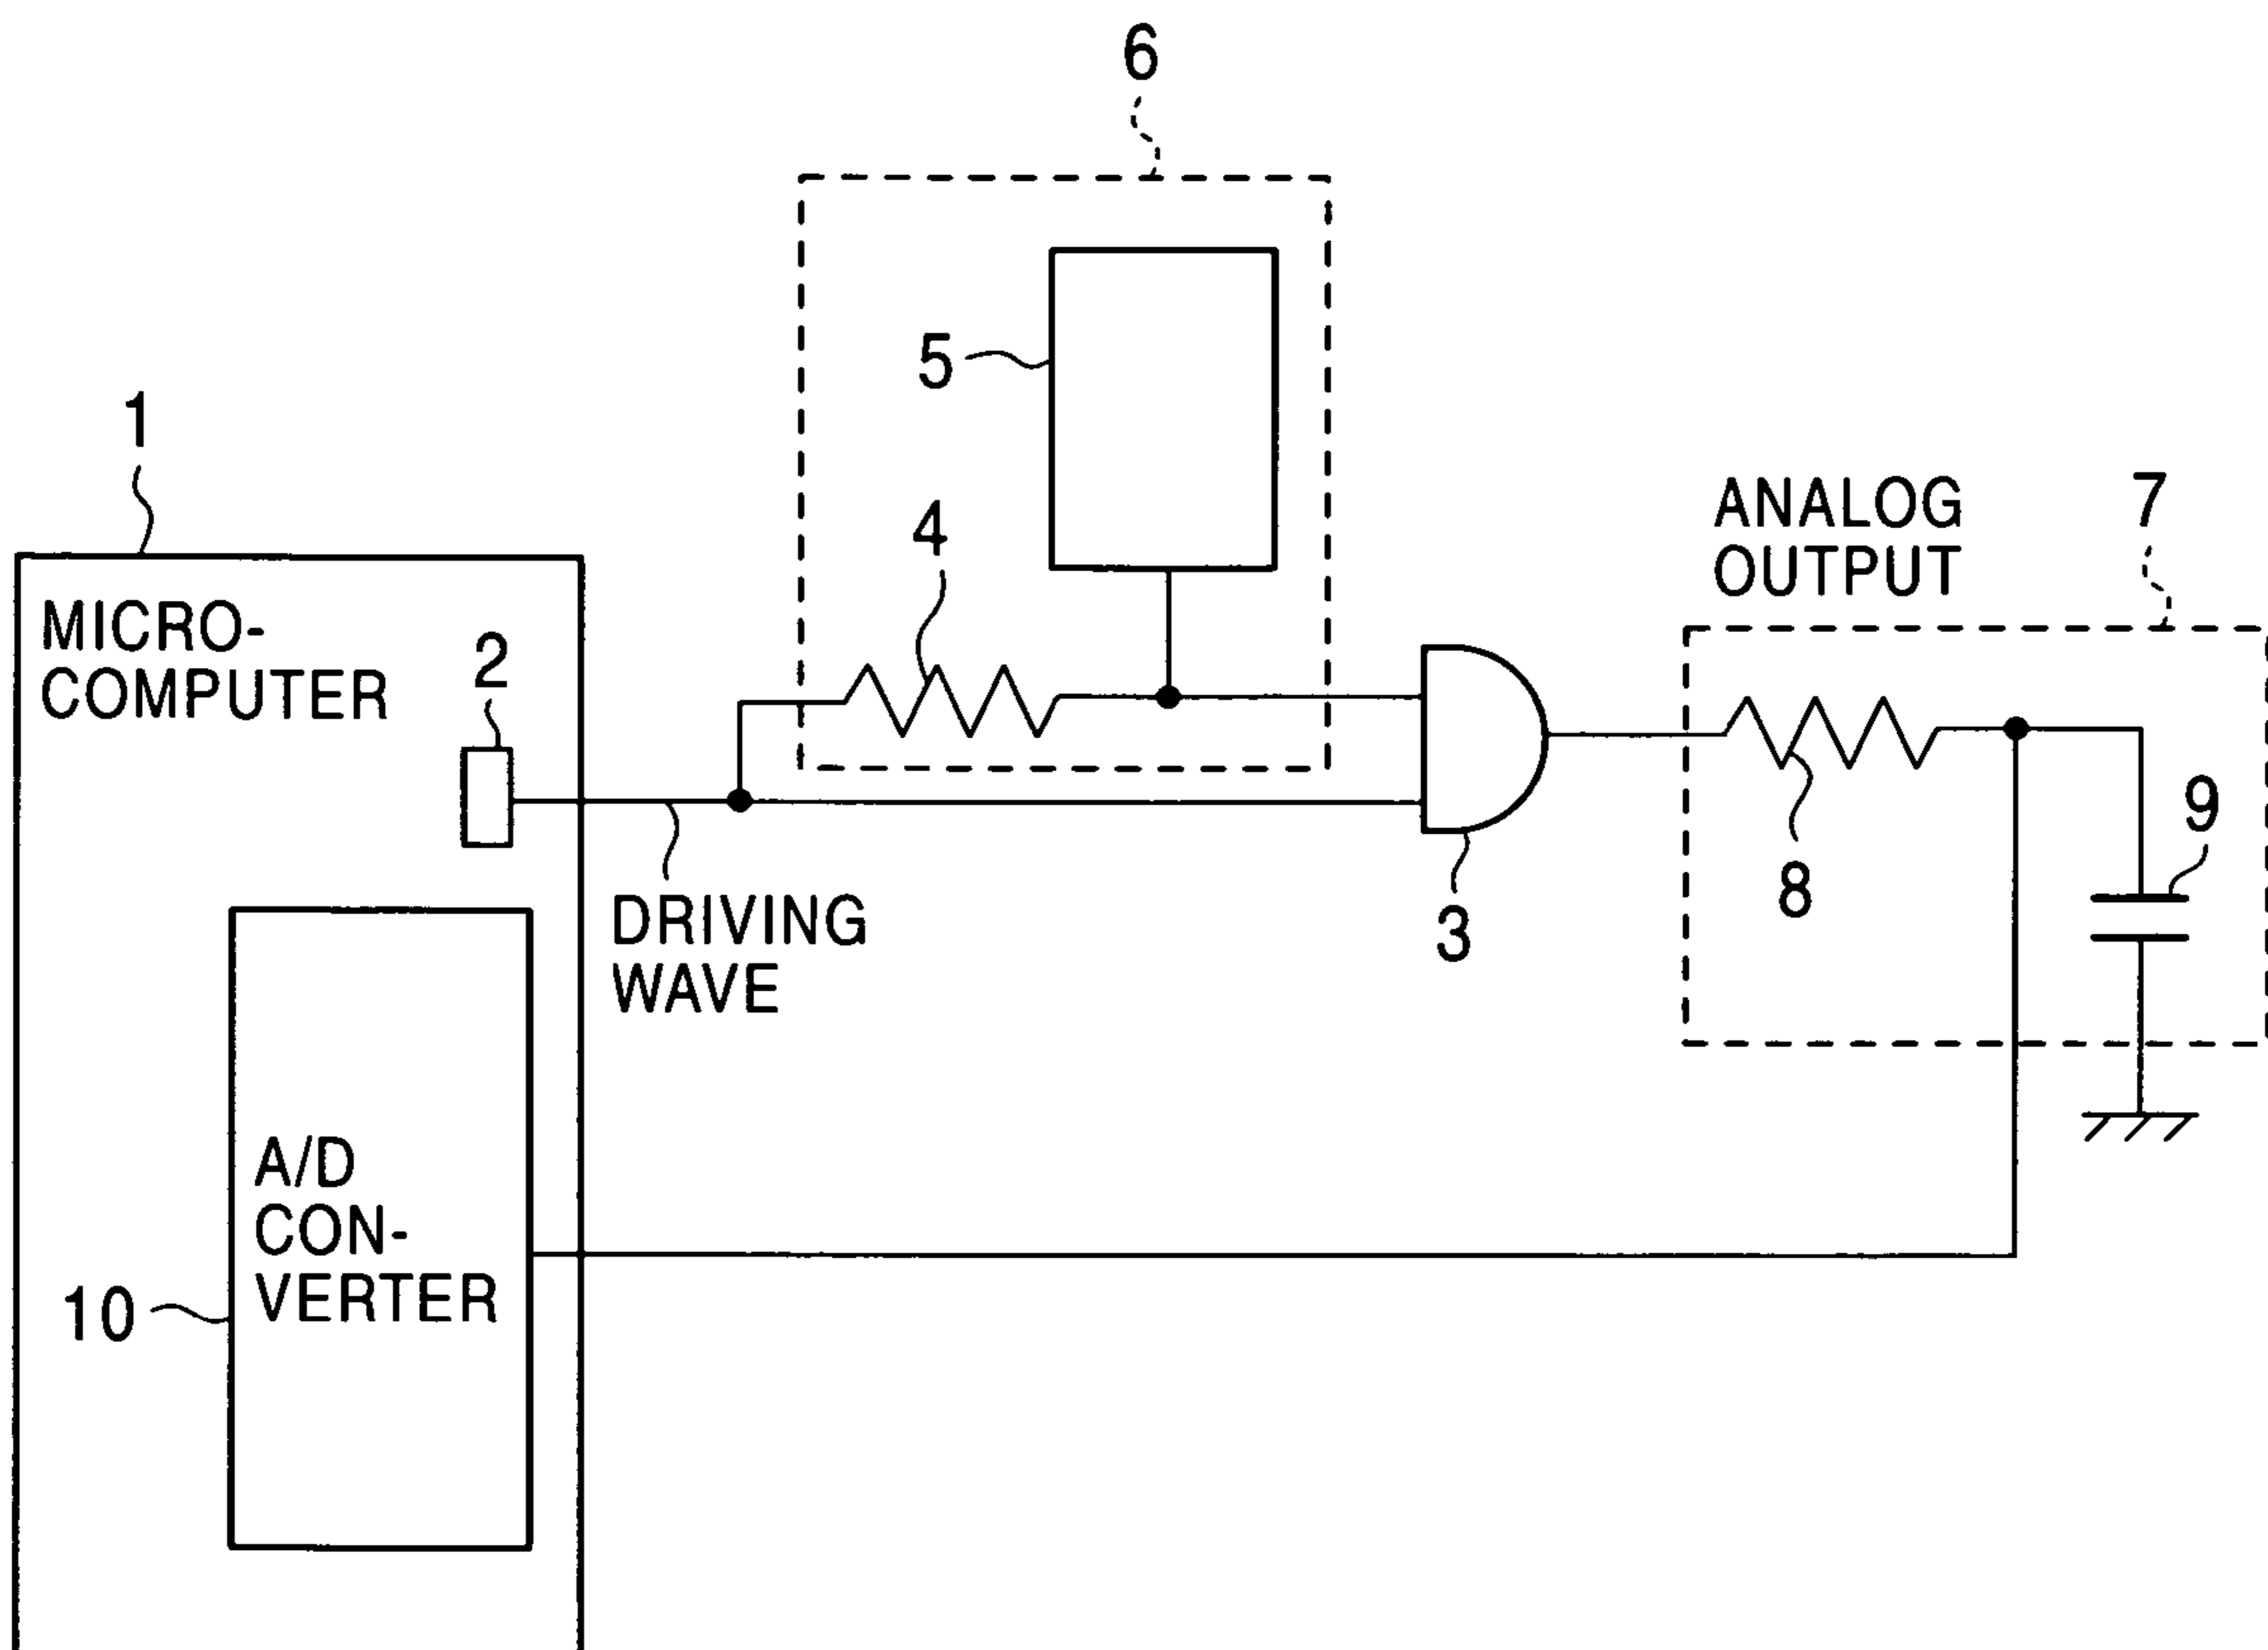 6
5
1
4
ANALOG
OUTPUT
7
MICRO-
COMPUTER
2
9
8
3
DRIVING
WAVE
A/D
CON-
VERTER
10